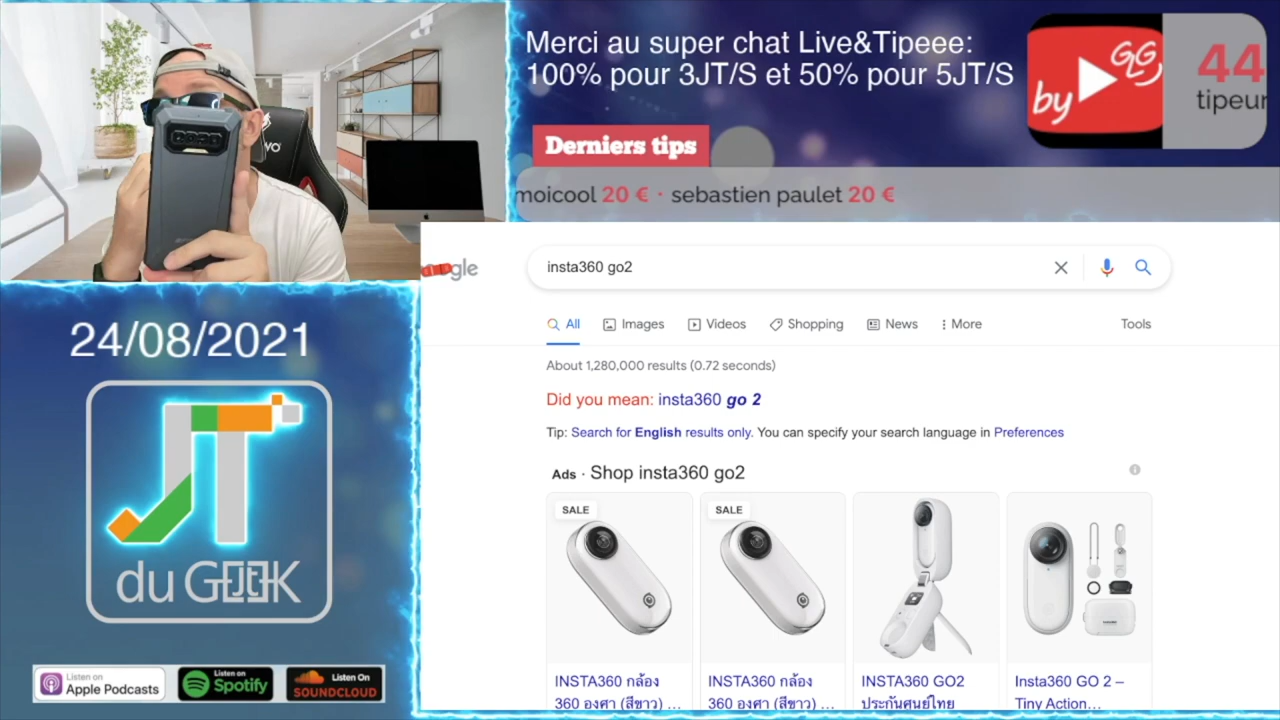 Merci au super chat Live&Tipeee:
100% pour 3JT/S et 50% pour 5JT/S
by GG
44
tipeur
Derniers tips
moicool 20 € · sebastien paulet 20 €
gle
insta360 go2
All
Images
Videos
Shopping
News
More
Tools
About 1,280,000 results (0.72 seconds)
Did you mean: insta360 go 2
Tip: Search for English results only. You can specify your search language in Preferences
Ads · Shop insta360 go2
SALE
SALE
INSTA360 กล้อง
360 องศา (สีขาว) ...
INSTA360 กล้อง
360 องศา (สีขาว) ...
INSTA360 GO2
ประกันศูนย์ไทย
Insta360 GO 2 –
Tiny Action…
24/08/2021
JT
du GEEK
Listen on
Apple Podcasts
Listen on
Spotify
Listen On
SOUNDCLOUD